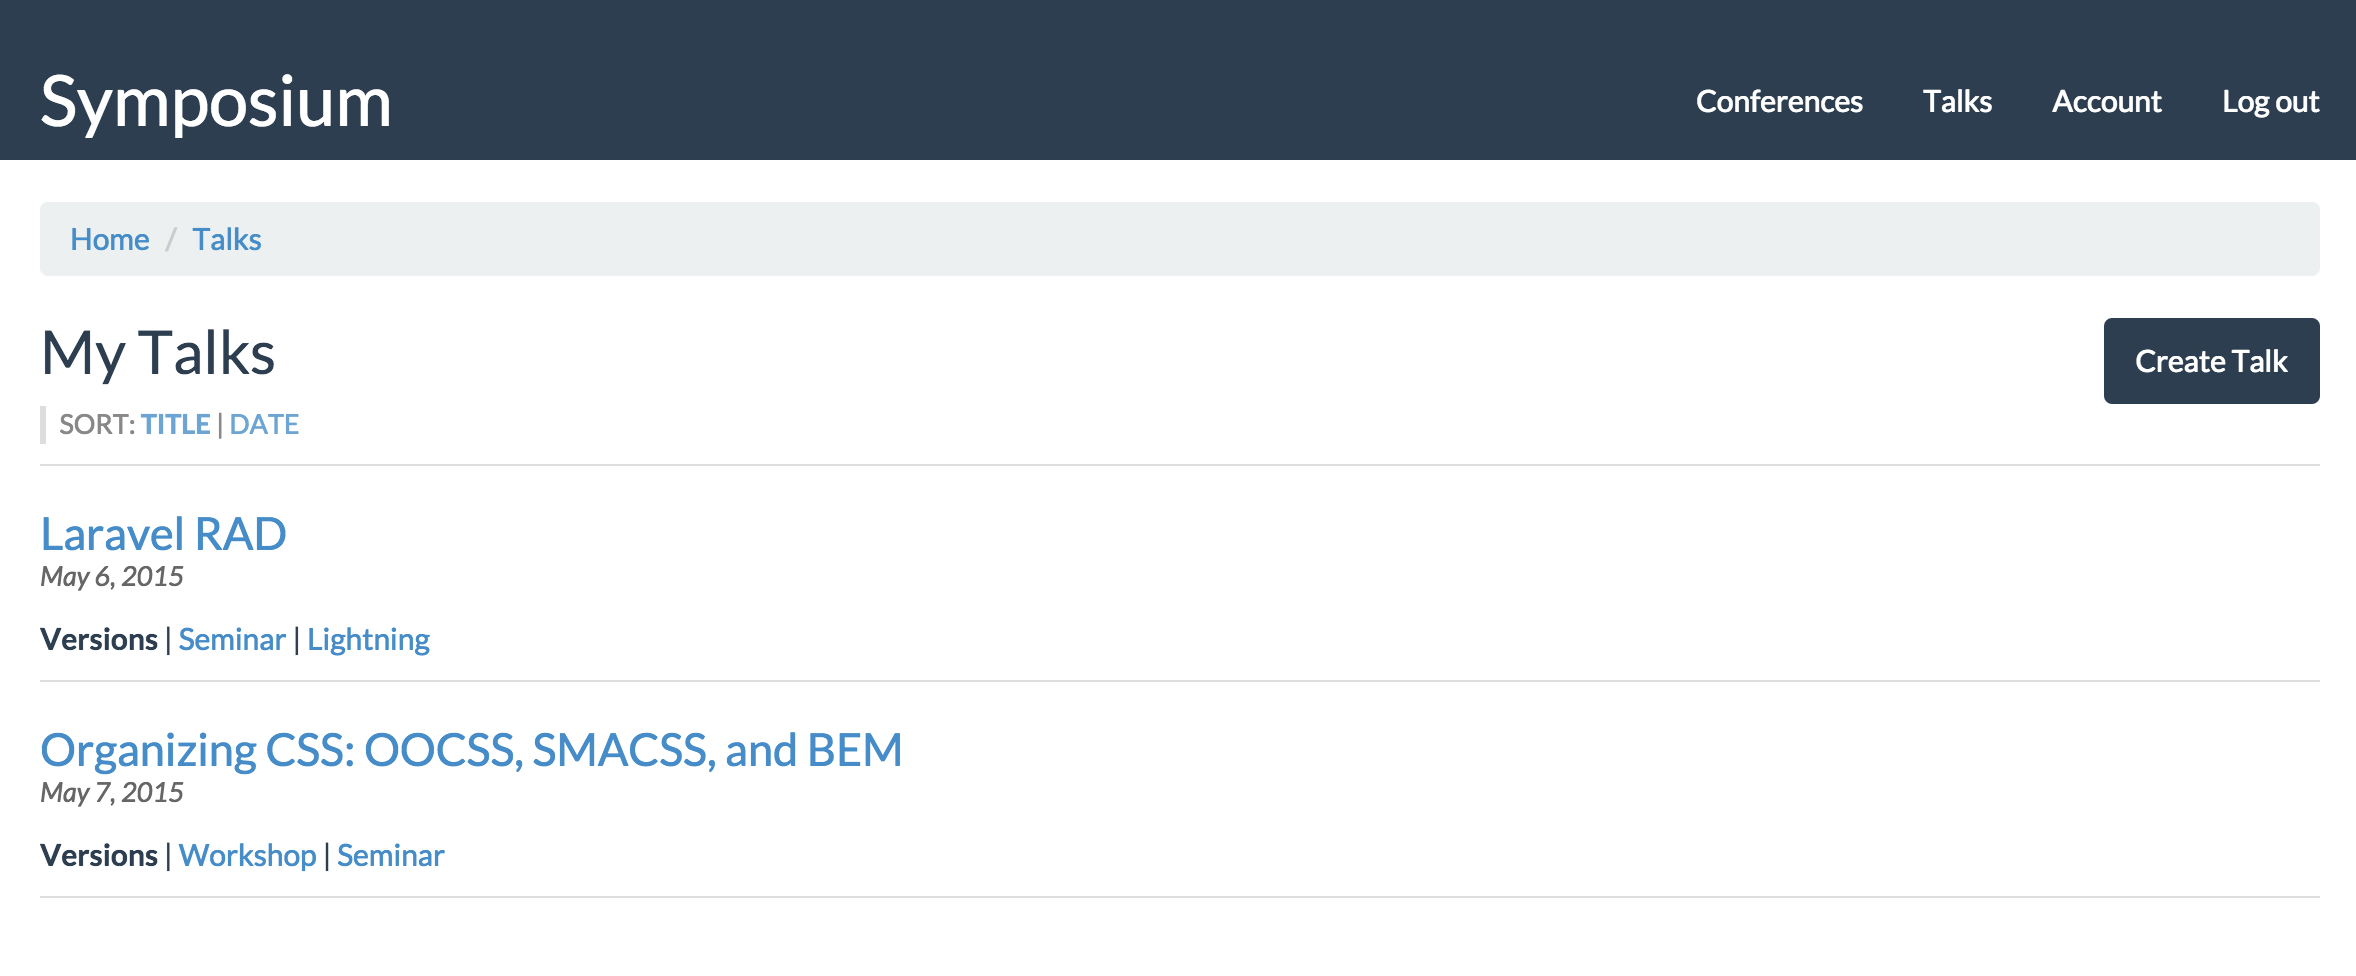 Symposium
Conferences Talks Account Log out
Home / Talks
My Talks
Create Talk
SORT: TITLE | DATE
Laravel RAD
May 6, 2015
Versions | Seminar | Lightning
Organizing CSS: OOCSS, SMACSS, and BEM
May 7, 2015
Versions | Workshop | Seminar